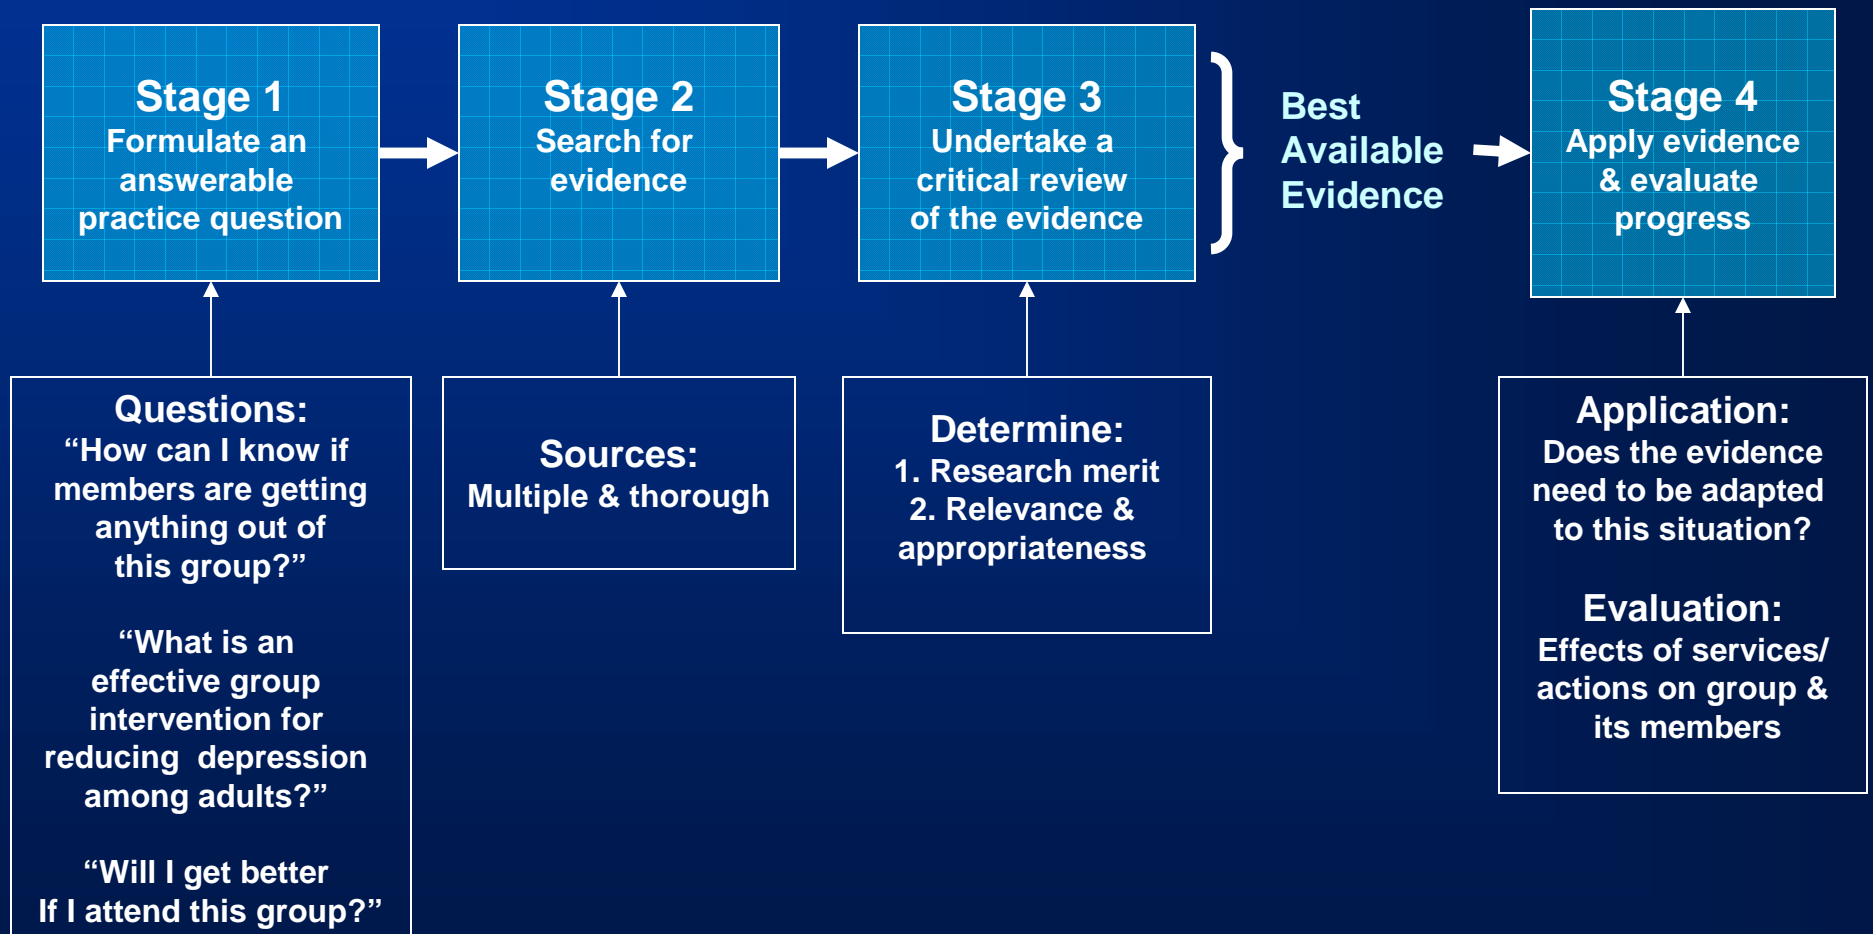 Stage 1
Formulate an
answerable
practice question
Stage 2
Search for
evidence
Stage 3
Undertake a
critical review
of the evidence
Best
Available
Evidence
Stage 4
Apply evidence
& evaluate
progress
Questions:
“How can I know if
members are getting
anything out of
this group?”
“What is an
effective group
intervention for
reducing depression
among adults?”
“Will I get better
If I attend this group?”
Sources:
Multiple & thorough
Determine:
1. Research merit
2. Relevance &
appropriateness
Application:
Does the evidence
need to be adapted
to this situation?
Evaluation:
Effects of services/
actions on group &
its members